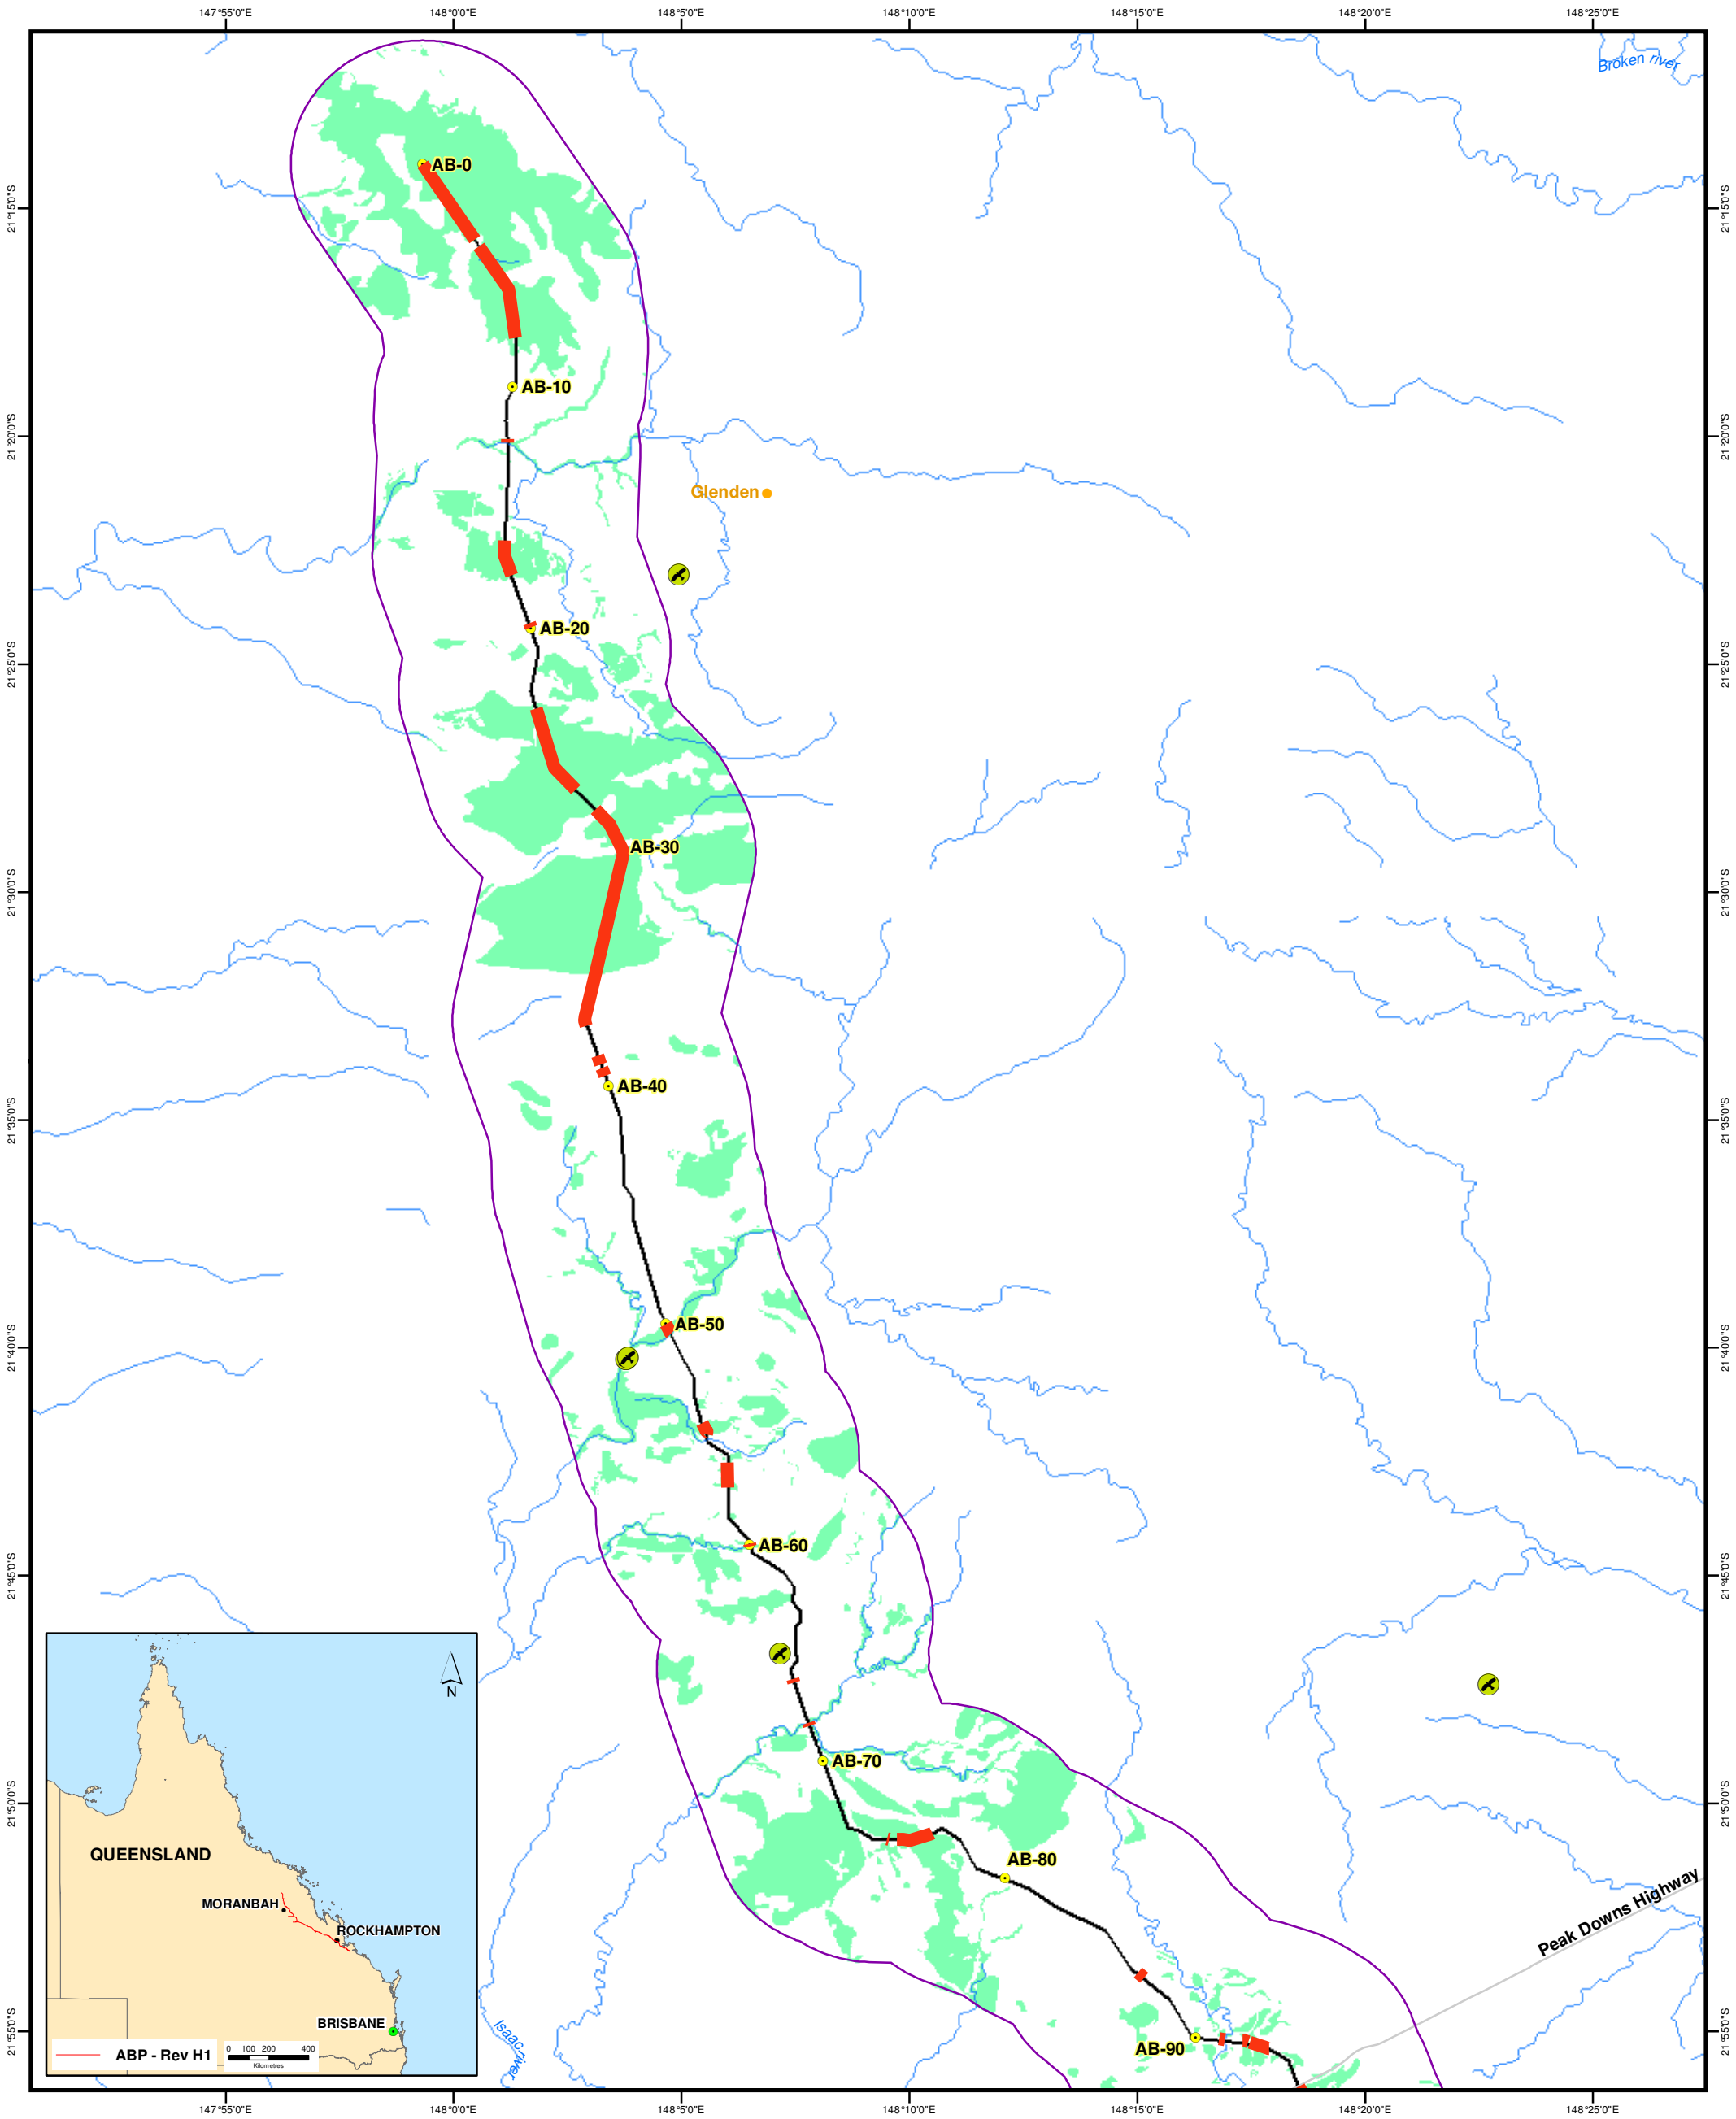 147°55'0"E
148°0'0"E
148°5'0"E
148°10'0"E
148°15'0"E
148°20'0"E
148°25'0"E
Broken river
AB-0
21°15'0"S
21°15'0"S
AB-10
21°20'0"S
21°20'0"S
Glenden
AB-20
21°25'0"S
21°25'0"S
AB-30
21°30'0"S
21°30'0"S
AB-40
21°35'0"S
21°35'0"S
AB-50
21°40'0"S
21°40'0"S
AB-60
21°45'0"S
21°45'0"S
AB-70
21°50'0"S
21°50'0"S
AB-80
Peak Downs Highway
AB-90
21°55'0"S
21°55'0"S
Isaac river
N
QUEENSLAND
MORANBAH
ROCKHAMPTON
BRISBANE
ABP - Rev H1
0 100 200 400
Kilometres
147°55'0"E
148°0'0"E
148°5'0"E
148°10'0"E
148°15'0"E
148°20'0"E
148°25'0"E